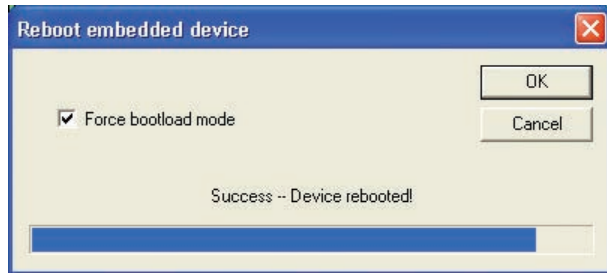 Reboot embedded device
OK
Force bootload mode
Cancel
Success -- Device rebooted!